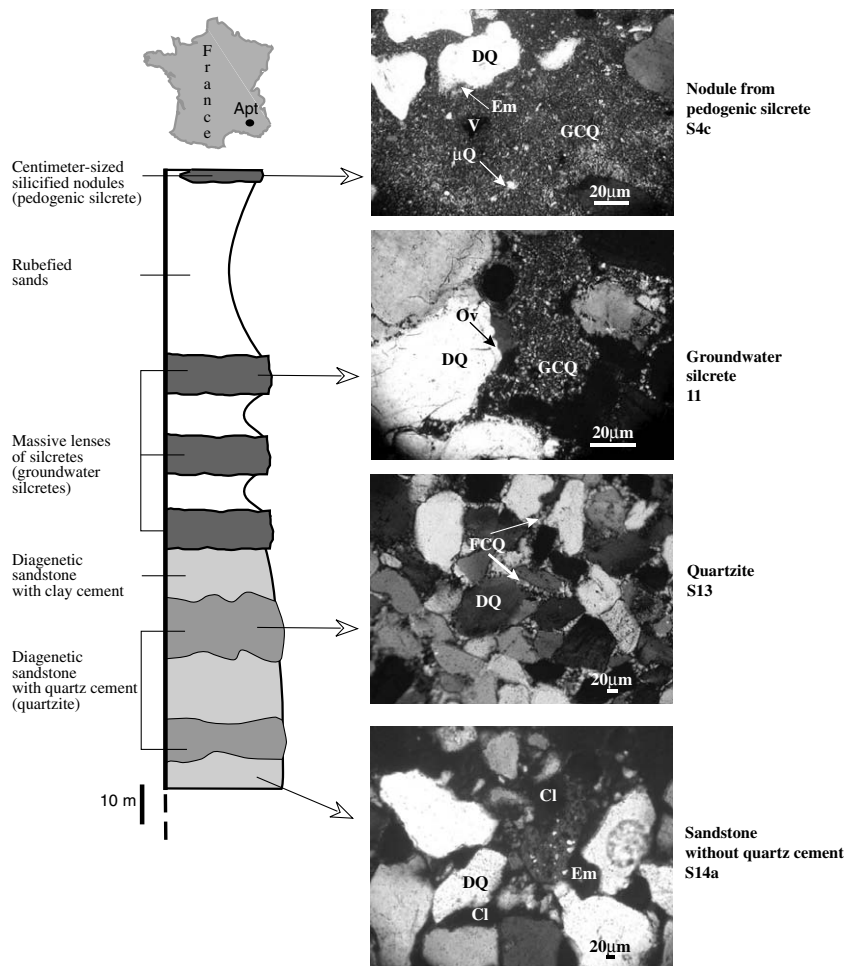 France
Apt
Centimeter-sized
silicified nodules
(pedogenic silcrete)
Rubefied
sands
Massive lenses
of silcretes
(groundwater
silcretes)
Diagenetic
sandstone
with clay cement
Diagenetic
sandstone
with quartz cement
(quartzite)
10 m
DQ
Em
V
GCQ
µQ
20µm
Nodule from
pedogenic silcrete
S4c
Ov
DQ
GCQ
20µm
Groundwater
silcrete
11
FCQ
DQ
20µm
Quartzite
S13
Cl
DQ
Em
Cl
20µm
Sandstone
without quartz cement
S14a